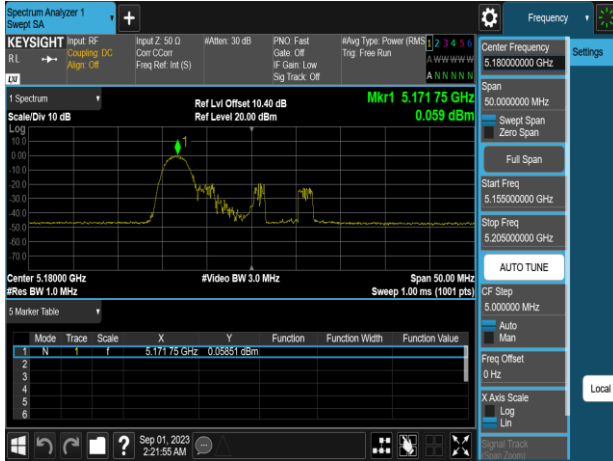 Spectrum Analyzer 1
Swept SA
+
Frequency
KEYSIGHT
RL
Input: RF
Coupling: DC
Align: Off
Input Z: 50 Ω
Corr CCorr
Freq Ref: Int (S)
#Atten: 30 dB
PNO: Fast
Gate: Off
IF Gain: Low
Sig Track: Off
#Avg Type: Power (RMS
Trig: Free Run
1 2 3 4 5 6
A W W W W W
A N N N N N
LXI
1 Spectrum
Scale/Div 10 dB
Ref Lvl Offset 10.40 dB
Ref Level 20.00 dBm
Mkr1 5.171 75 GHz
0.059 dBm
Log
10.0
0.00
-10.0
-20.0
-30.0
-40.0
-50.0
-60.0
-70.0
1
Center 5.18000 GHz
#Res BW 1.0 MHz
#Video BW 3.0 MHz
Span 50.00 MHz
Sweep 1.00 ms (1001 pts)
5 Marker Table
Mode Trace Scale X Y Function Function Width Function Value
1 N 1 f 5.171 75 GHz 0.05851 dBm
2
3
4
5
6
Sep 01, 2023
2:21:55 AM
?
Center Frequency
5.180000000 GHz
Span
50.0000000 MHz
Swept Span
Zero Span
Full Span
Start Freq
5.155000000 GHz
Stop Freq
5.205000000 GHz
AUTO TUNE
CF Step
5.000000 MHz
Auto
Man
Freq Offset
0 Hz
X Axis Scale
Log
Lin
Signal Track
(Span Zoom)
Settings
Local